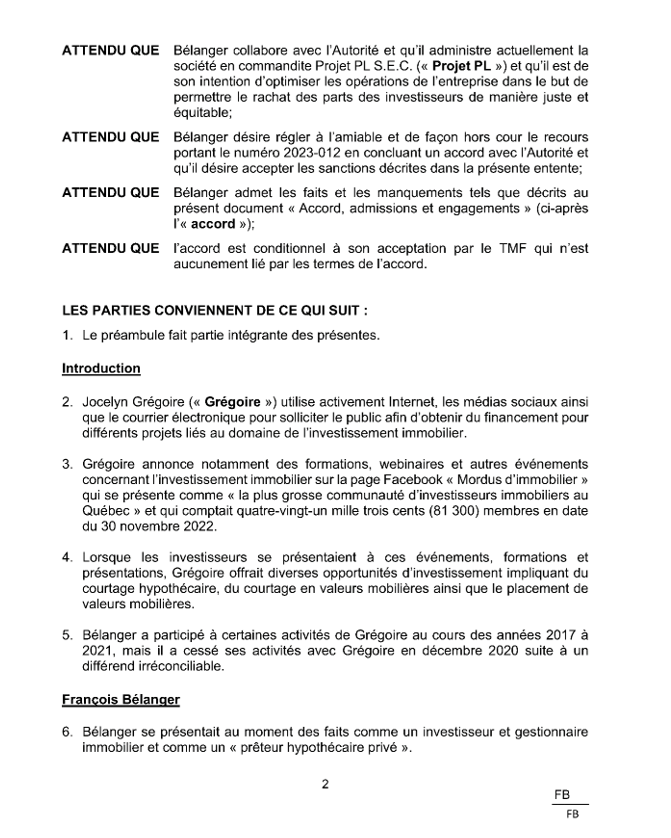 ATTENDU QUE Bélanger collabore avec l'Autorité et qu'il administre actuellement la
société en commandite Projet PL S.E.C. (« Projet PL ») et qu'il est de
son intention d'optimiser les opérations de l'entreprise dans le but de
permettre le rachat des parts des investisseurs de manière juste et
équitable;
ATTENDU QUE Bélanger désire régler à l'amiable et de façon hors cour le recours
portant le numéro 2023-012 en concluant un accord avec l'Autorité et
qu'il désire accepter les sanctions décrites dans la présente entente;
ATTENDU QUE Bélanger admet les faits et les manquements tels que décrits au
présent document « Accord, admissions et engagements » (ci-après
l'« accord »);
ATTENDU QUE l'accord est conditionnel à son acceptation par le TMF qui n'est
aucunement lié par les termes de l'accord.
LES PARTIES CONVIENNENT DE CE QUI SUIT :
1. Le préambule fait partie intégrante des présentes.
Introduction
2. Jocelyn Grégoire (« Grégoire ») utilise activement Internet, les médias sociaux ainsi
que le courrier électronique pour solliciter le public afin d'obtenir du financement pour
différents projets liés au domaine de l'investissement immobilier.
3. Grégoire annonce notamment des formations, webinaires et autres événements
concernant l'investissement immobilier sur la page Facebook « Mordus d'immobilier »
qui se présente comme « la plus grosse communauté d'investisseurs immobiliers au
Québec » et qui comptait quatre-vingt-un mille trois cents (81 300) membres en date
du 30 novembre 2022.
4. Lorsque les investisseurs se présentaient à ces événements, formations et
présentations, Grégoire offrait diverses opportunités d'investissement impliquant du
courtage hypothécaire, du courtage en valeurs mobilières ainsi que le placement de
valeurs mobilières.
5. Bélanger a participé à certaines activités de Grégoire au cours des années 2017 à
2021, mais il a cessé ses activités avec Grégoire en décembre 2020 suite à un
différend irréconciliable.
François Bélanger
6. Bélanger se présentait au moment des faits comme un investisseur et gestionnaire
immobilier et comme un « prêteur hypothécaire privé ».
2
FB
FB